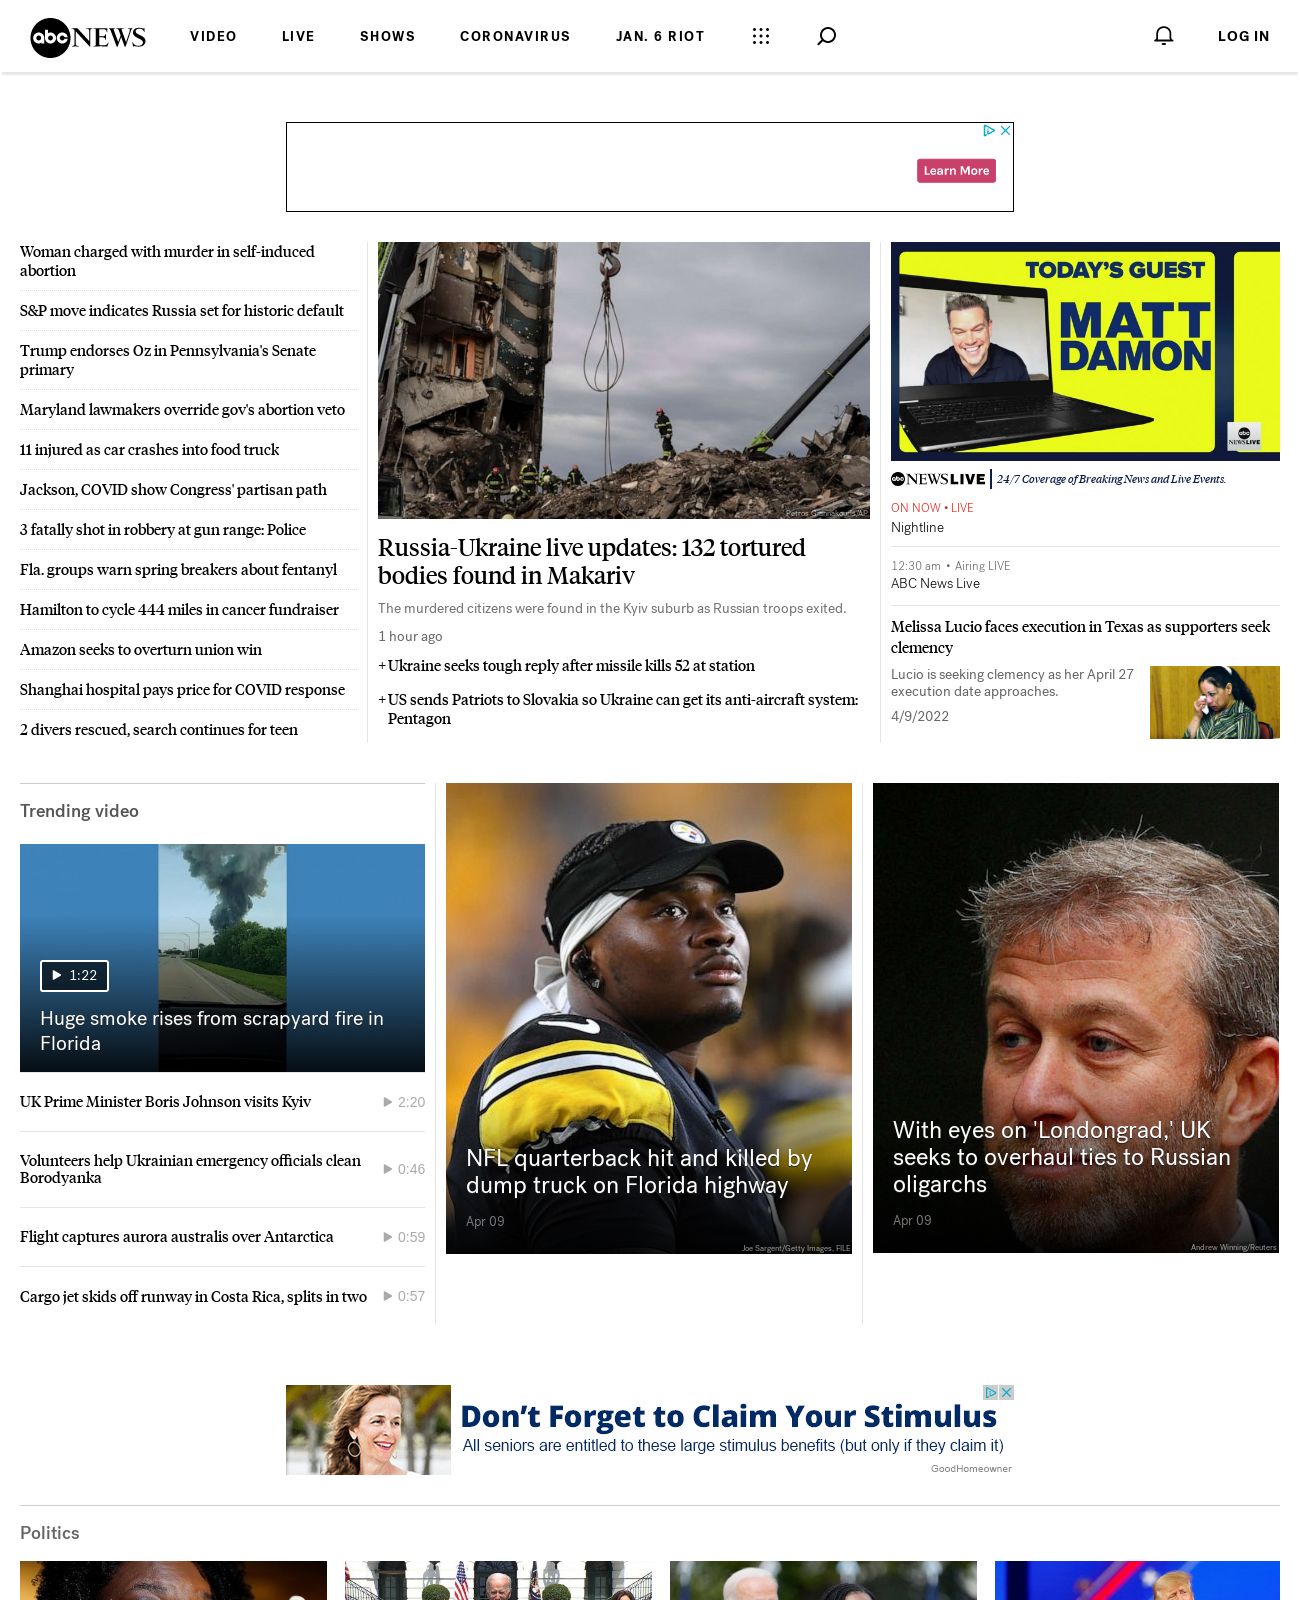 abc NEWS
VIDEO
LIVE
SHOWS
CORONAVIRUS
JAN. 6 RIOT
LOG IN
Learn More
Woman charged with murder in self-induced
abortion
S&P move indicates Russia set for historic default
Trump endorses Oz in Pennsylvania's Senate
primary
Maryland lawmakers override gov's abortion veto
11 injured as car crashes into food truck
Jackson, COVID show Congress' partisan path
3 fatally shot in robbery at gun range: Police
Fla. groups warn spring breakers about fentanyl
Hamilton to cycle 444 miles in cancer fundraiser
Amazon seeks to overturn union win
Shanghai hospital pays price for COVID response
2 divers rescued, search continues for teen
Petros Giannakouris/AP
Russia-Ukraine live updates: 132 tortured
bodies found in Makariv
The murdered citizens were found in the Kyiv suburb as Russian troops exited.
1 hour ago
+ Ukraine seeks tough reply after missile kills 52 at station
+ US sends Patriots to Slovakia so Ukraine can get its anti-aircraft system:
Pentagon
TODAY'S GUEST
MATT
DAMON
abc
NEWS LIVE
abc NEWS LIVE | 24/7 Coverage of Breaking News and Live Events.
ON NOW • LIVE
Nightline
12:30 am • Airing LIVE
ABC News Live
Melissa Lucio faces execution in Texas as supporters seek
clemency
Lucio is seeking clemency as her April 27
execution date approaches.
4/9/2022
Trending video
1:22
Huge smoke rises from scrapyard fire in
Florida
UK Prime Minister Boris Johnson visits Kyiv
2:20
Volunteers help Ukrainian emergency officials clean
Borodyanka
0:46
Flight captures aurora australis over Antarctica
0:59
Cargo jet skids off runway in Costa Rica, splits in two
0:57
NFL quarterback hit and killed by
dump truck on Florida highway
Apr 09
Joe Sargent/Getty Images, FILE
With eyes on 'Londongrad,' UK
seeks to overhaul ties to Russian
oligarchs
Apr 09
Andrew Winning/Reuters
Don't Forget to Claim Your Stimulus
All seniors are entitled to these large stimulus benefits (but only if they claim it)
GoodHomeowner
Politics